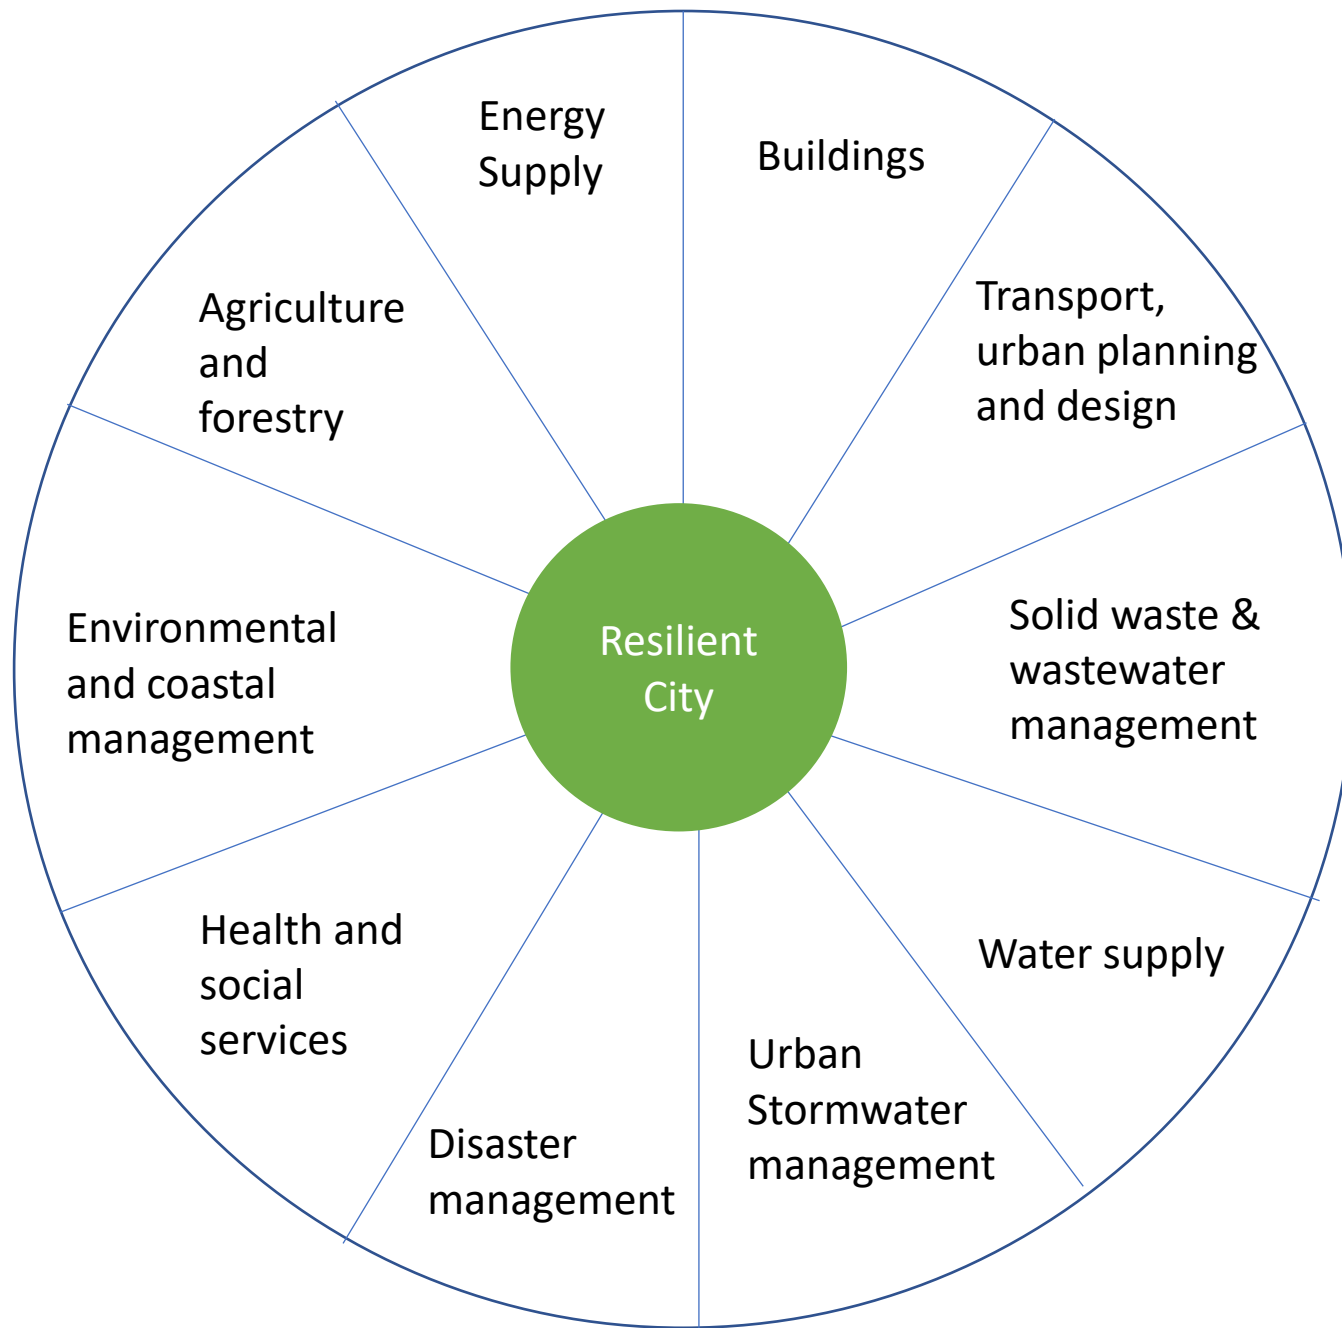 Energy
Supply
Buildings
Transport,
urban planning
and design
Solid waste &
wastewater
management
Water supply
Urban
Stormwater
management
Disaster
management
Health and
social
services
Environmental
and coastal
management
Agriculture
and
forestry
Resilient
City